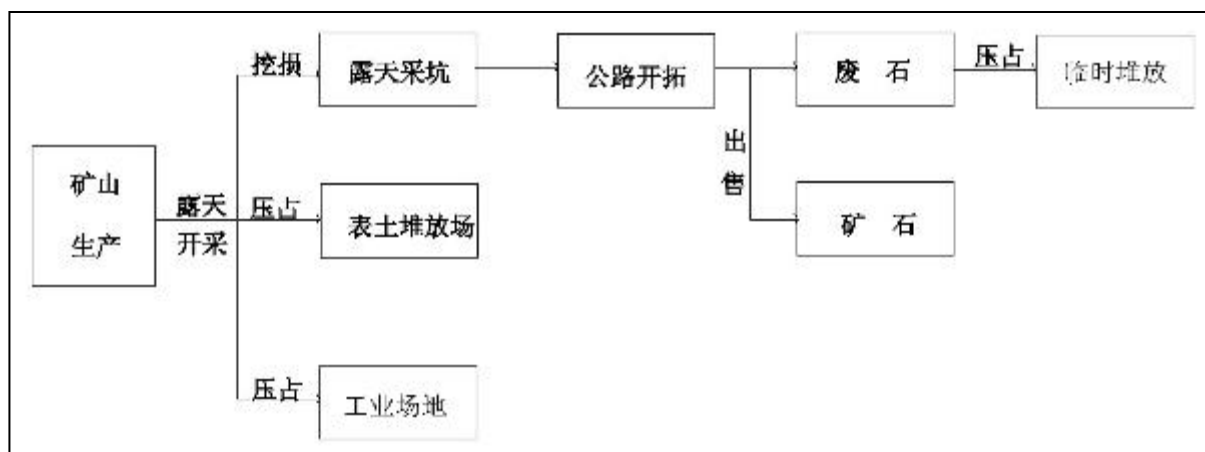 挖损
露天采坑
公路开拓
废 石
压占
临时堆放
矿山
生产
露天
开采
压占
表土堆放场
出
售
矿 石
压占
工业场地